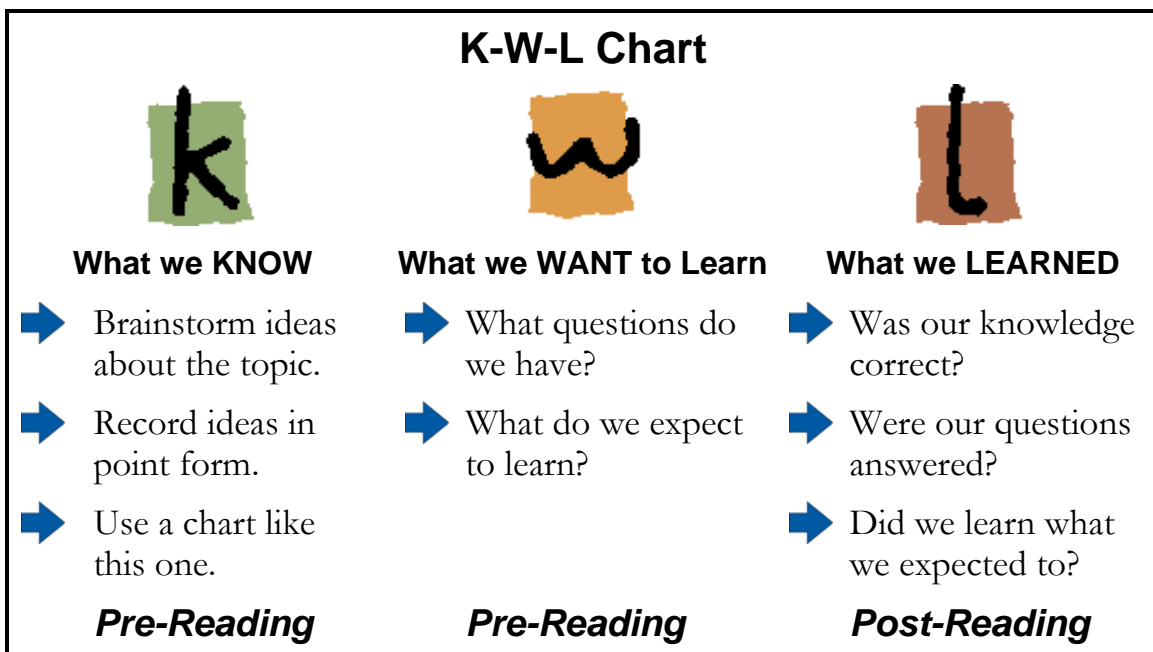 K-W-L Chart
k
w
l
What we KNOW
Brainstorm ideas
about the topic.
Record ideas in
point form.
Use a chart like
this one.
Pre-Reading
What we WANT to Learn
What questions do
we have?
What do we expect
to learn?
Pre-Reading
What we LEARNED
Was our knowledge
correct?
Were our questions
answered?
Did we learn what
we expected to?
Post-Reading